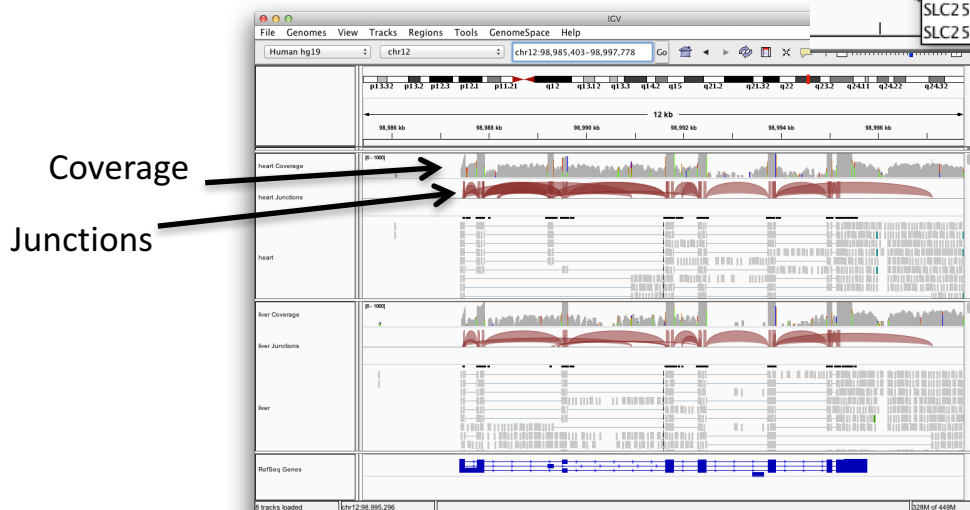 SLC25
SLC25
IGV
File Genomes View Tracks Regions Tools GenomeSpace Help
Human hg19 chr12 chr12:98,985,403-98,997,778 Go
p13.32 p13.2 p12.3 p12.1 p11.21 q12 q13.12 q13.3 q14.2 q15 q21.2 q21.32 q22 q23.2 q24.11 q24.22 q24.32
12 kb
98,986 kb 98,988 kb 98,990 kb 98,992 kb 98,994 kb 98,996 kb
Coverage
heart Coverage
[0 - 1000]
Junctions
heart Junctions
heart
liver Coverage
[0 - 1000]
liver Junctions
liver
RefSeq Genes
8 tracks loaded chr12:98,995,296 328M of 449M